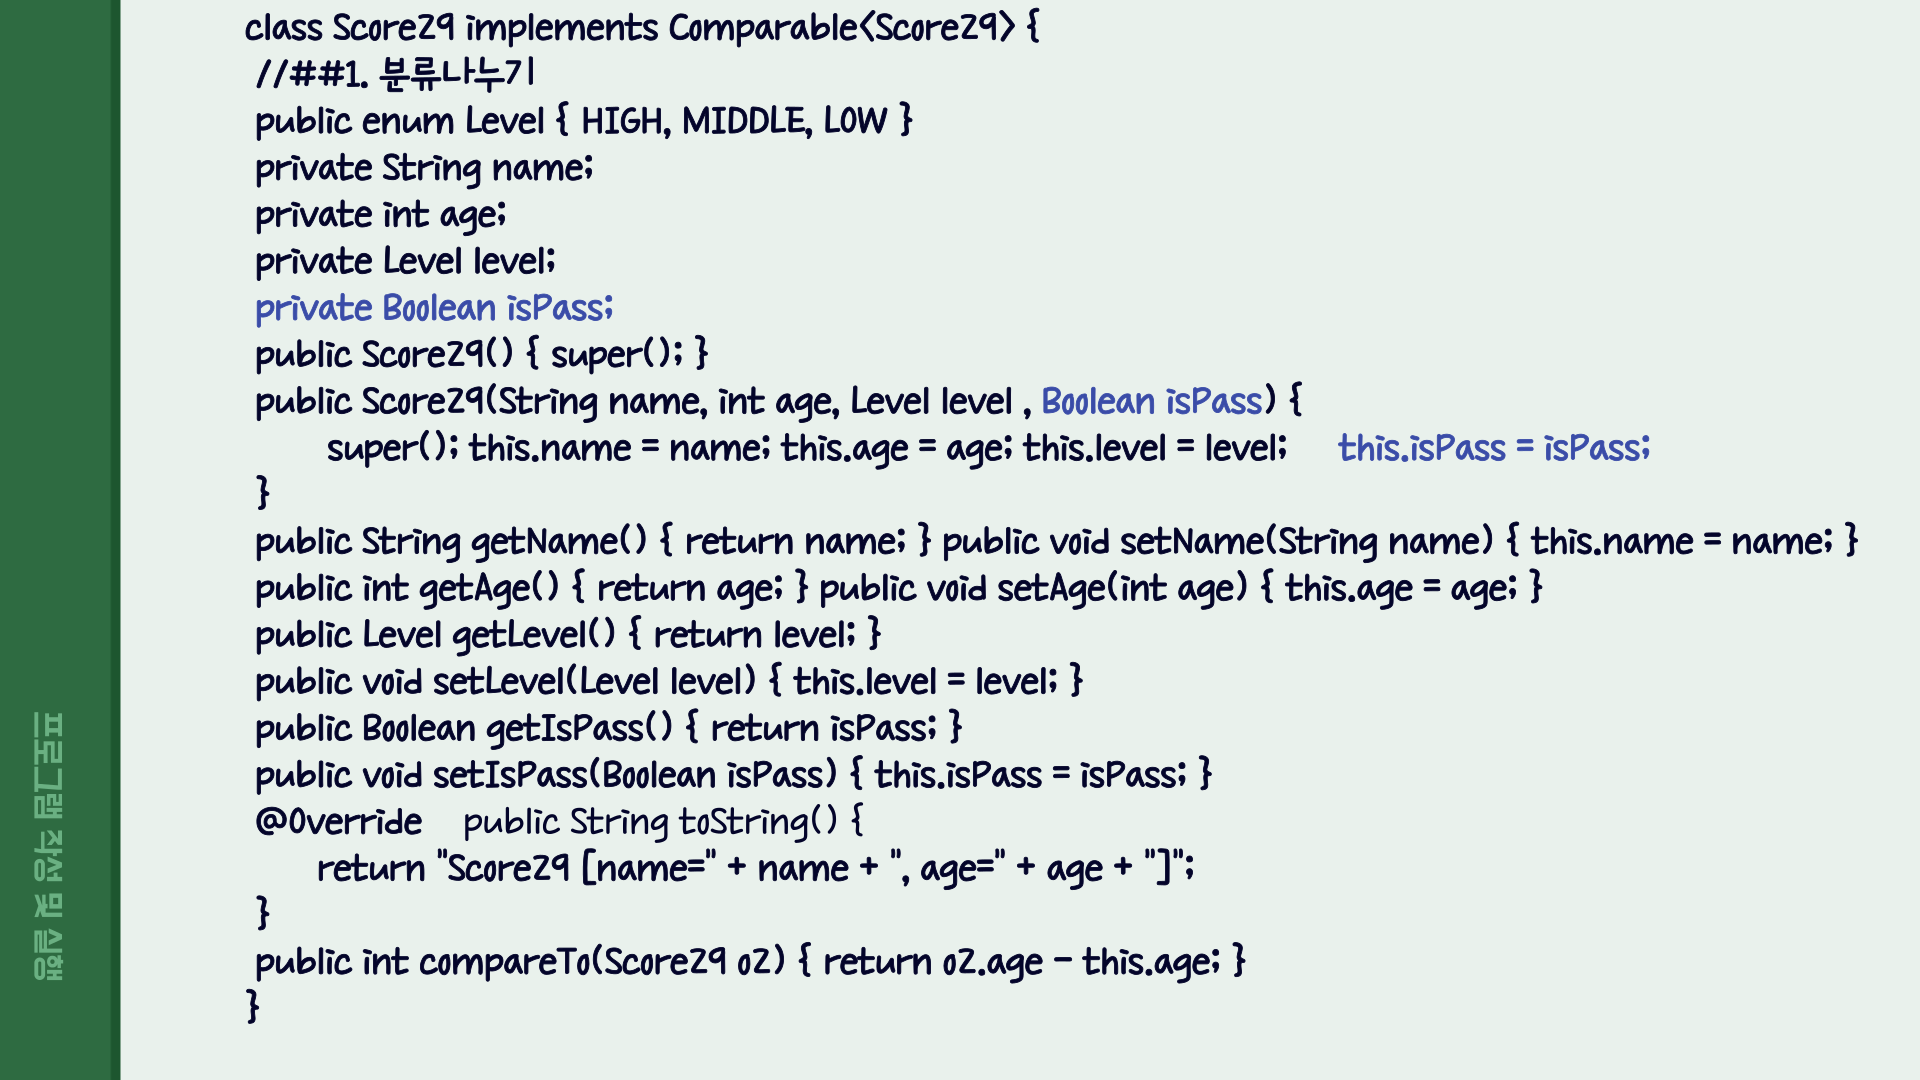 class Score29 implements Comparable<Score29> {
//##1. 분류나누기
public enum Level { HIGH, MIDDLE, LOW }
private String name;
private int age;
private Level level;
private Boolean isPass;
public Score29() { super(); }
public Score29(String name, int age, Level level , Boolean isPass) {
super(); this.name = name; this.age = age; this.level = level; this.isPass = isPass;
}
public String getName() { return name; } public void setName(String name) { this.name = name; }
public int getAge() { return age; } public void setAge(int age) { this.age = age; }
public Level getLevel() { return level; }
public void setLevel(Level level) { this.level = level; }
public Boolean getIsPass() { return isPass; }
public void setIsPass(Boolean isPass) { this.isPass = isPass; }
@Override public String toString() {
return "Score29 [name=" + name + ", age=" + age + "]";
}
public int compareTo(Score29 o2) { return o2.age - this.age; }
}
프로그램 작성 및 실행